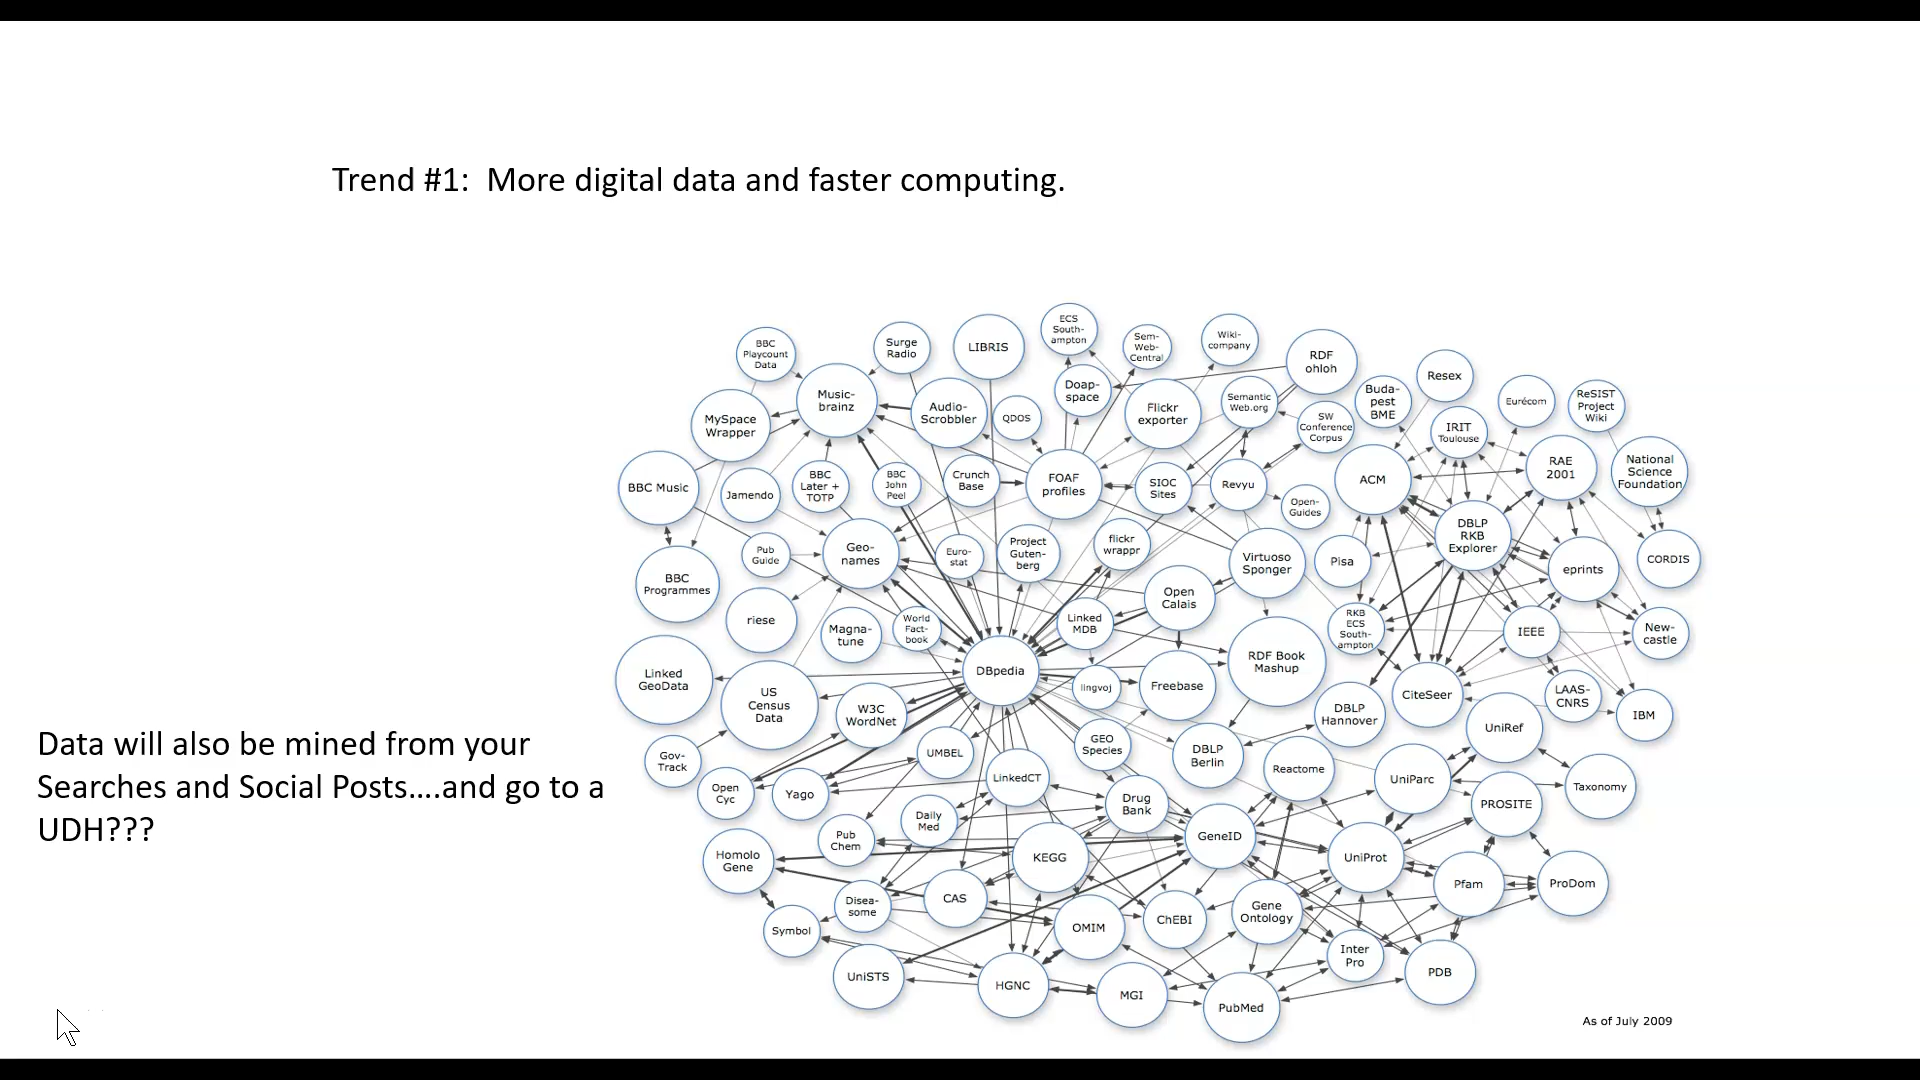 Trend #1:  More digital data and faster computing.
ECS
South-
ampton
BBC
Playcount
Data
Surge
Radio
LIBRIS
Sem-
Web-
Central
Wiki-
company
RDF
ohloh
Music-
brainz
Doap-
space
Resex
MySpace
Wrapper
Audio-
Scrobbler
QDOS
Flickr
exporter
Semantic
Web.org
SW
Conference
Corpus
Buda-
pest
BME
IRIT
Toulouse
Eurécom
ReSIST
Project
Wiki
BBC Music
Jamendo
BBC
Later +
TOTP
BBC
John
Peel
Crunch
Base
FOAF
profiles
SIOC
Sites
Revyu
Open-
Guides
ACM
RAE
2001
National
Science
Foundation
BBC
Programmes
Pub
Guide
Geo-
names
Euro-
stat
Project
Guten-
berg
flickr
wrappr
Virtuoso
Sponger
Pisa
DBLP
RKB
Explorer
eprints
CORDIS
riese
Magna-
tune
World
Fact-
book
Linked
MDB
Open
Calais
RKB
ECS
South-
ampton
IEEE
New-
castle
Linked
GeoData
US
Census
Data
W3C
WordNet
DBpedia
lingvoj
Freebase
RDF Book
Mashup
DBLP
Hannover
CiteSeer
LAAS-
CNRS
IBM
Data will also be mined from your
Searches and Social Posts....and go to a
UDH???
Gov-
Track
Open
Cyc
Yago
UMBEL
LinkedCT
GEO
Species
DBLP
Berlin
Reactome
UniParc
UniRef
Taxonomy
PROSITE
Pub
Chem
Daily
Med
Drug
Bank
Homolo
Gene
KEGG
GeneID
UniProt
Pfam
ProDom
Disea-
some
CAS
Symbol
OMIM
ChEBI
Gene
Ontology
Inter
Pro
UniSTS
HGNC
MGI
PubMed
PDB
As of July 2009